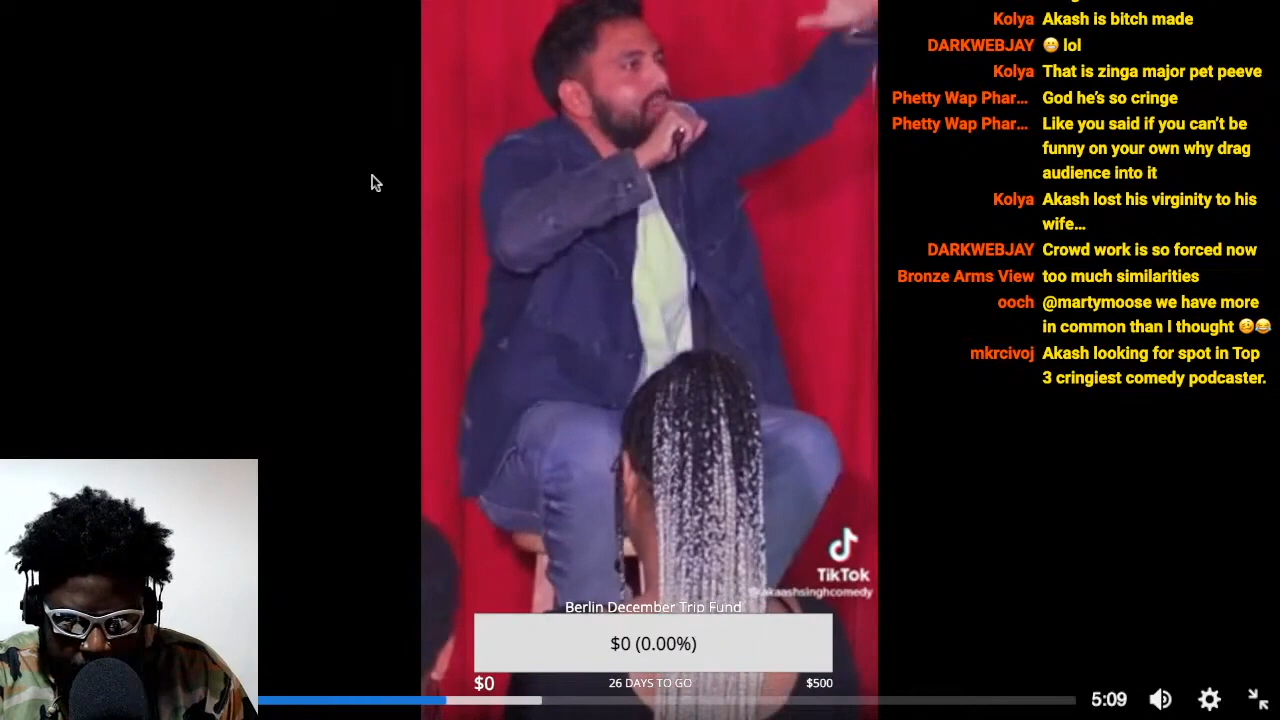 Kolya Akash is bitch made
DARKWEBJAY 😬 lol
Kolya That is zinga major pet peeve
Phetty Wap Phar... God he's so cringe
Phetty Wap Phar... Like you said if you can't be
funny on your own why drag
audience into it
Kolya Akash lost his virginity to his
wife...
DARKWEBJAY Crowd work is so forced now
Bronze Arms View too much similarities
ooch @martymoose we have more
in common than I thought 🥲😂
mkrcivoj Akash looking for spot in Top
3 cringiest comedy podcaster.
TikTok
@akaashsinghcomedy
Berlin December Trip Fund
$0 (0.00%)
$0 26 DAYS TO GO $500
5:09